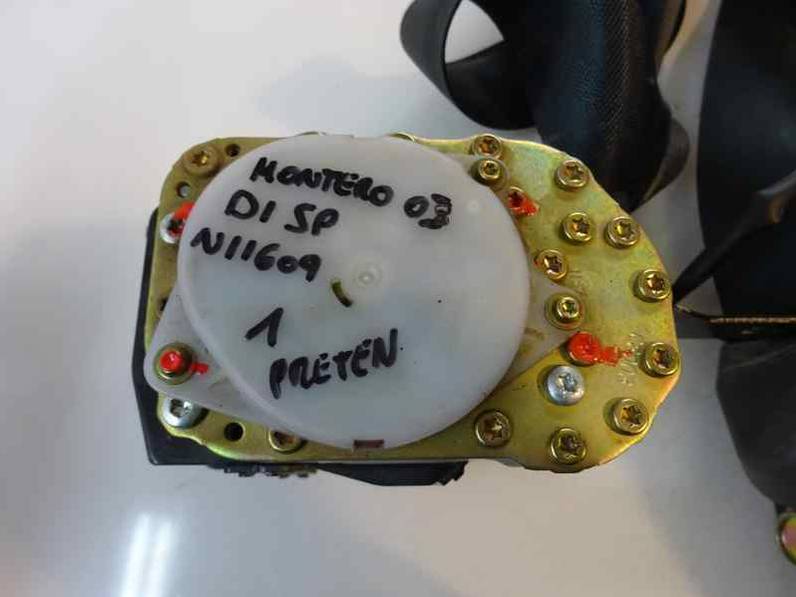 MONTERO 03
DI SP
N11609
1
PRETEN.